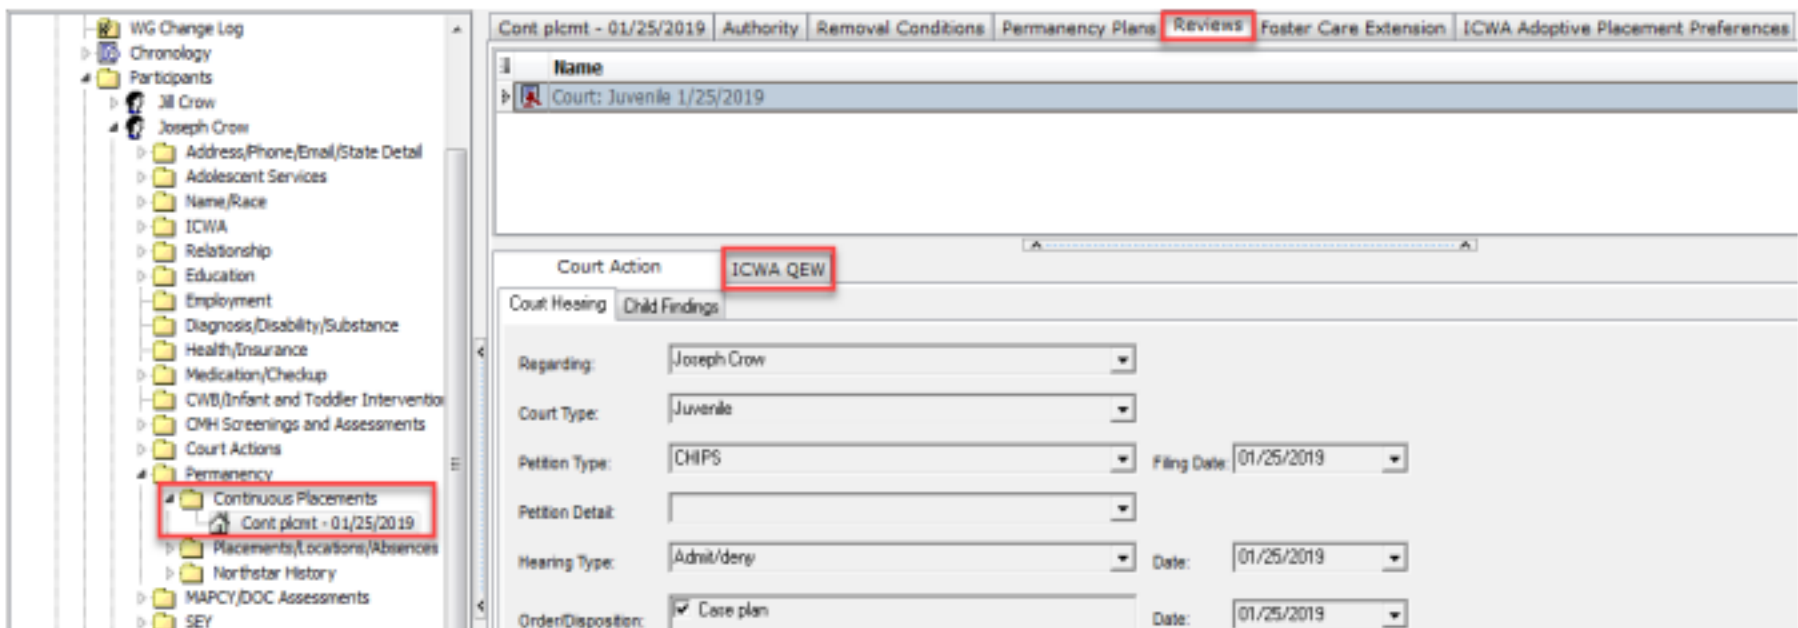 WG Change Log
Chronology
Participants
Jill Crow
Joseph Crow
Address/Phone/Email/State Detail
Adolescent Services
Name/Race
ICWA
Relationship
Education
Employment
Diagnosis/Disability/Substance
Health/Insurance
Medication/Checkup
CWB/Infant and Toddler Intervention
CMH Screenings and Assessments
Court Actions
Permanency
Continuous Placements
Cont plcmt - 01/25/2019
Placements/Locations/Absences
Northstar History
MAPCY/DOC Assessments
SEY
Cont plcmt - 01/25/2019 Authority Removal Conditions Permanency Plans Reviews Foster Care Extension ICWA Adoptive Placement Preferences
Name
Court: Juvenile 1/25/2019
Court Action ICWA QEW
Court Hearing Child Findings
Regarding: Joseph Crow
Court Type: Juvenile
Petition Type: CHIPS Filing Date: 01/25/2019
Petition Detail:
Hearing Type: Admit/deny Date: 01/25/2019
Order/Disposition: Case plan Date: 01/25/2019